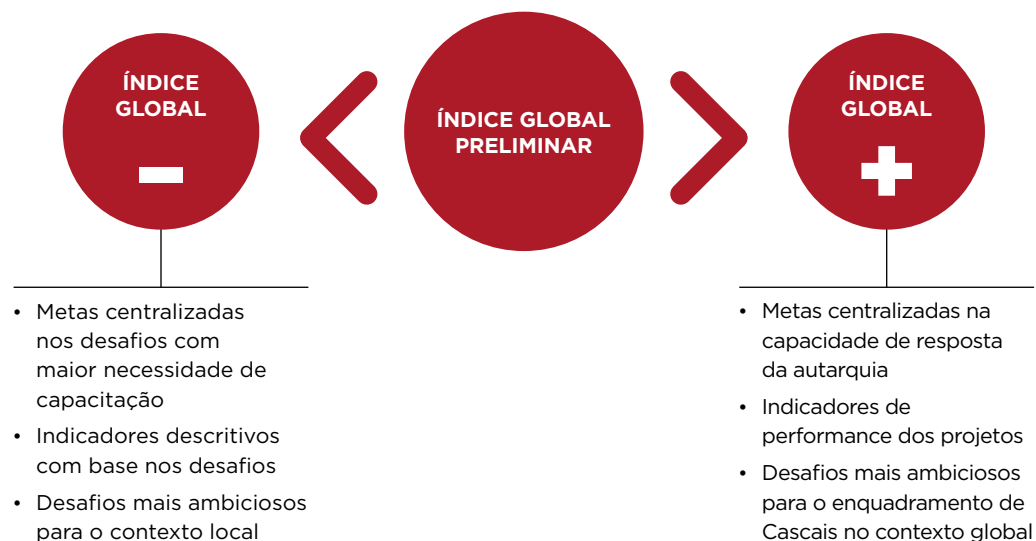 ÍNDICE
GLOBAL
ÍNDICE GLOBAL
PRELIMINAR
ÍNDICE
GLOBAL
• Metas centralizadas
nos desafios com
maior necessidade de
capacitação
• Indicadores descritivos
com base nos desafios
• Desafios mais ambiciosos
para o contexto local
• Metas centralizadas na
capacidade de resposta
da autarquia
• Indicadores de
performance dos projetos
• Desafios mais ambiciosos
para o enquadramento de
Cascais no contexto global